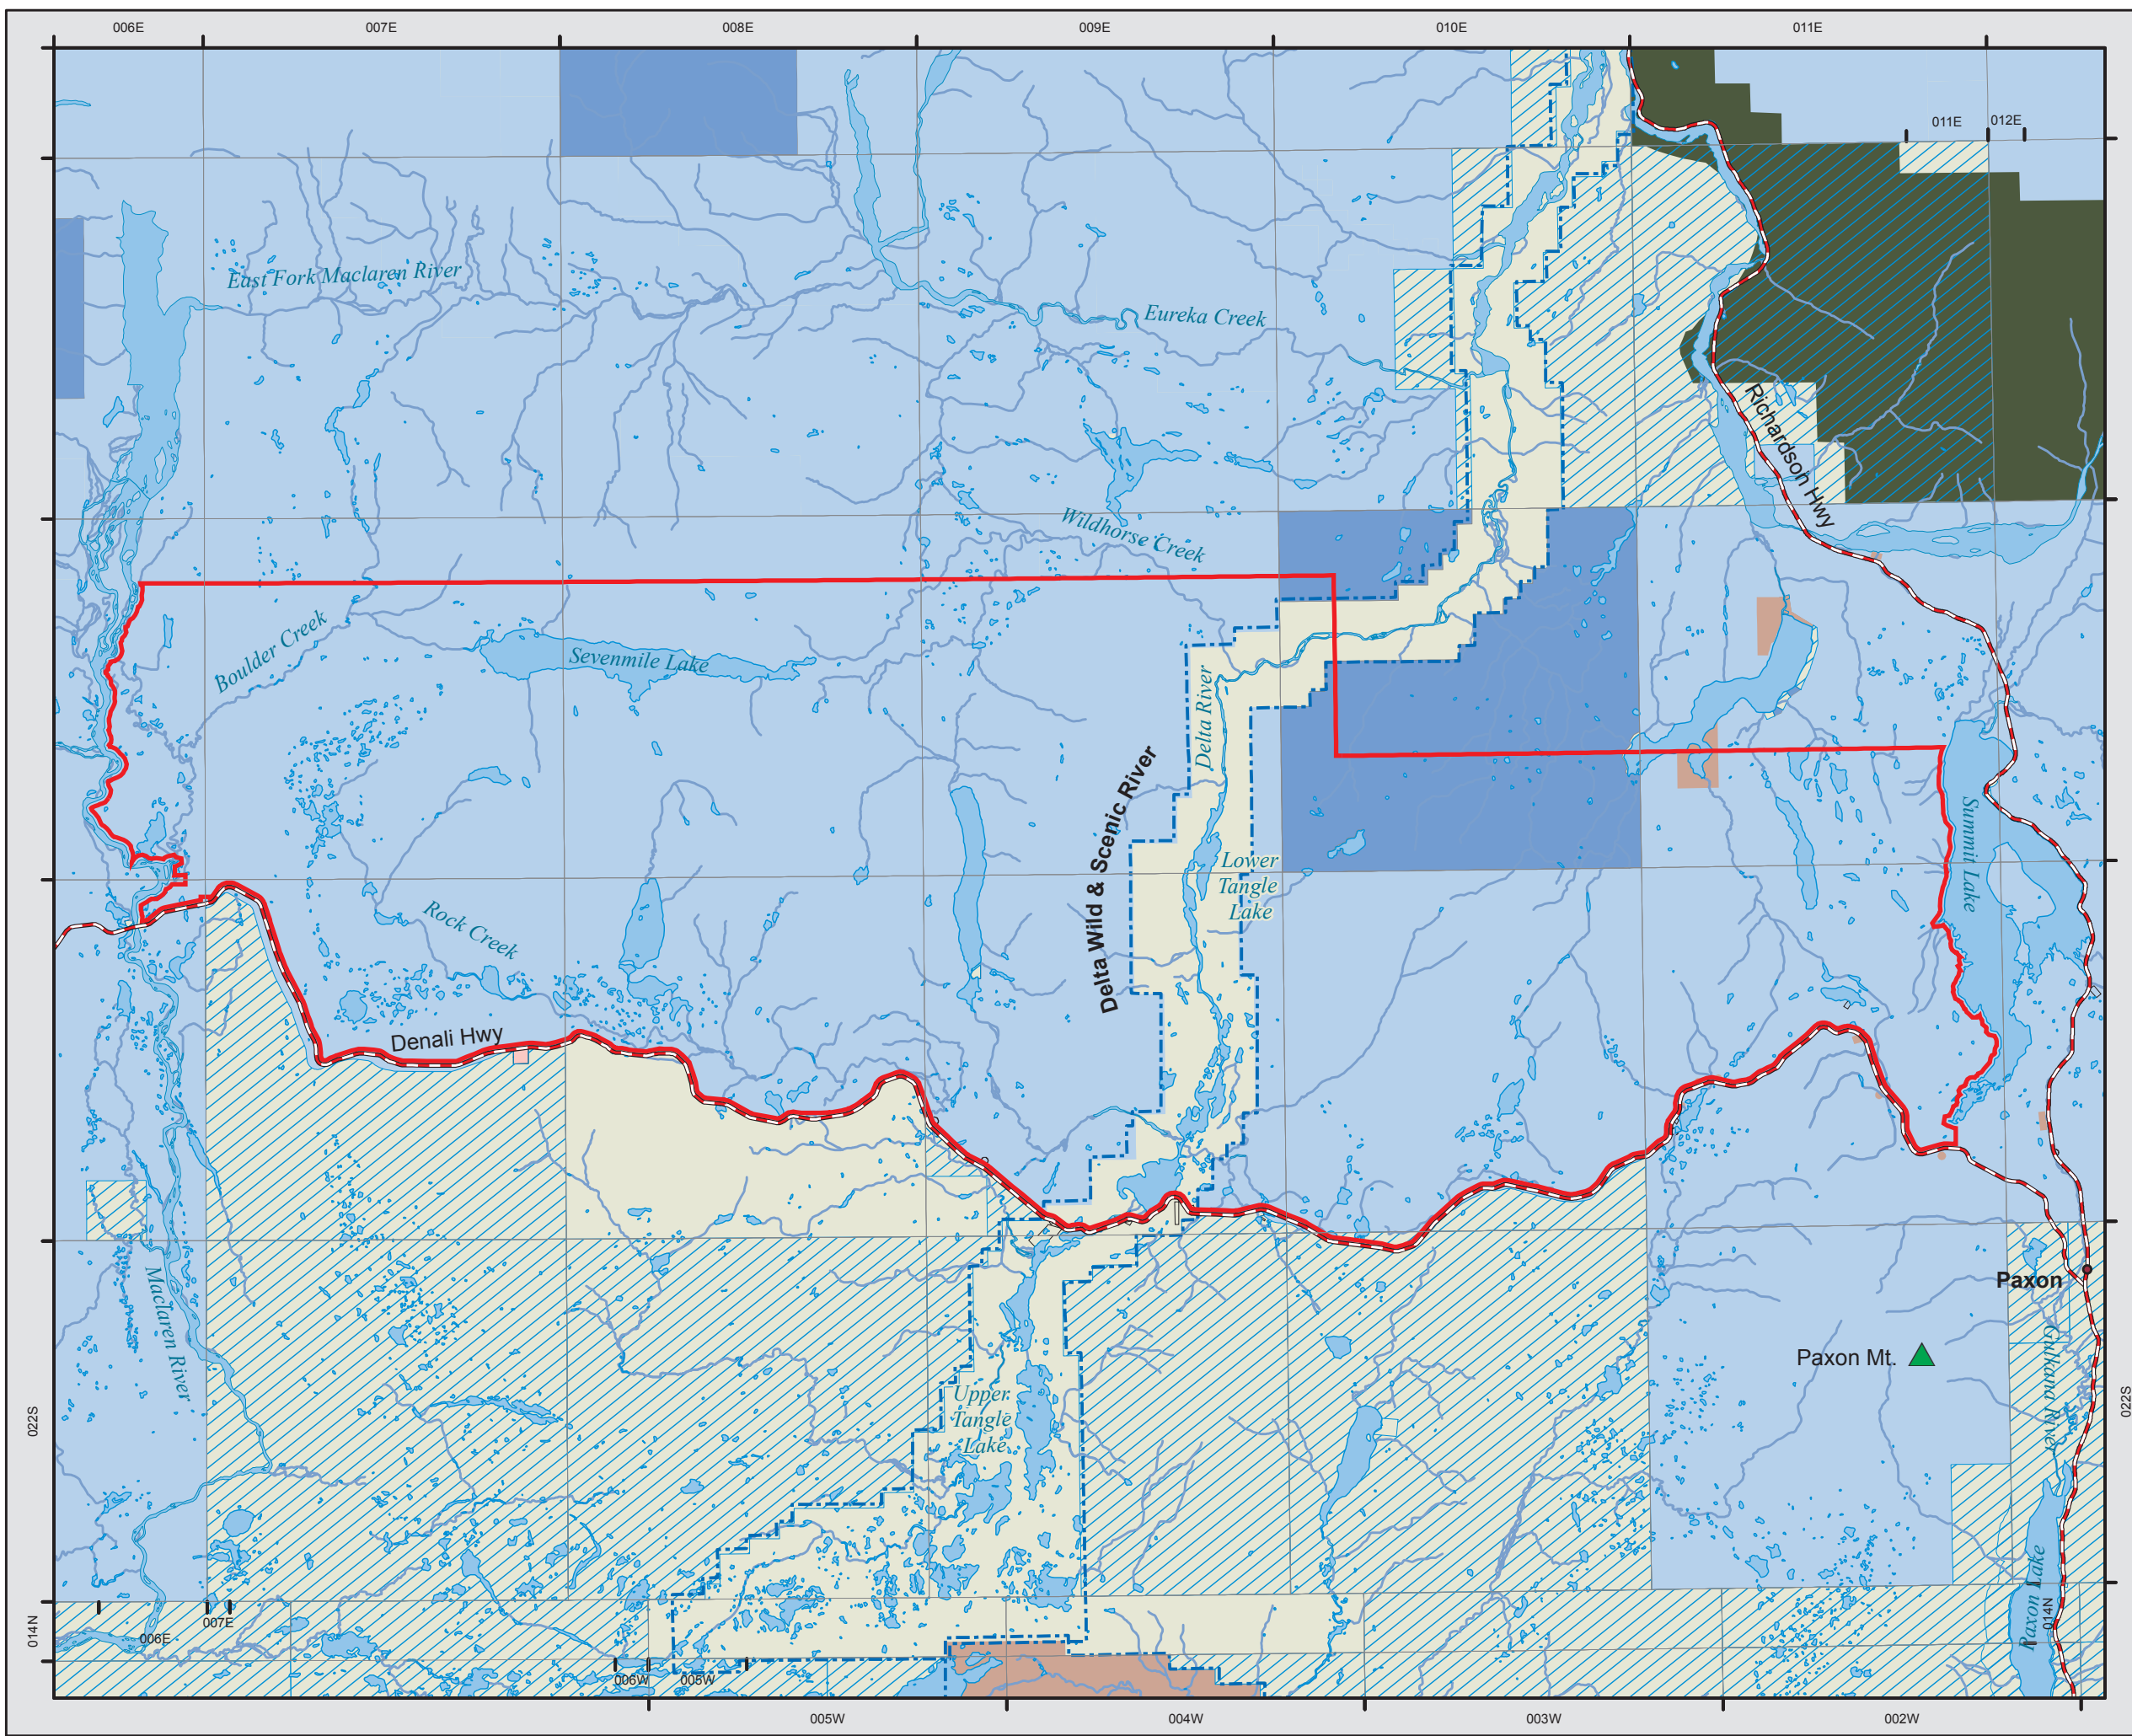 006E
007E
008E
009E
010E
011E
011E
012E
East Fork Maclaren River
Eureka Creek
Richardson Hwy
Wildhorse Creek
Boulder Creek
Sevenmile Lake
Delta River
Delta Wild & Scenic River
Summit Lake
Lower
Tangle
Lake
Rock Creek
Denali Hwy
Maclaren River
Paxon
Paxon Mt.
Gulkana River
Upper
Tangle
Lake
022S
022S
Paxon Lake
014N
014N
007E
006E
006W
005W
005W
004W
003W
002W